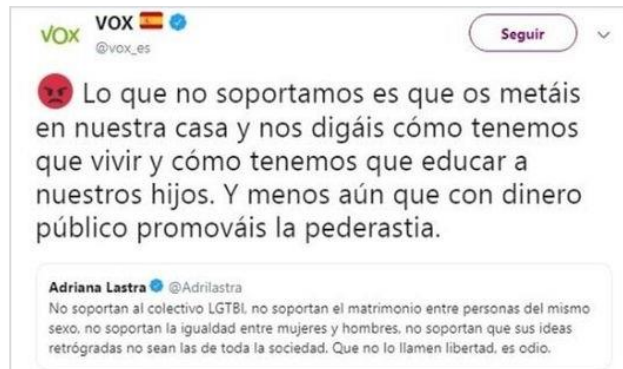 VOX VOX 🇪🇸
@vox_es
Seguir
😡 Lo que no soportamos es que os metáis
en nuestra casa y nos digáis cómo tenemos
que vivir y cómo tenemos que educar a
nuestros hijos. Y menos aún que con dinero
público promováis la pederastia.
Adriana Lastra @Adrilastra
No soportan al colectivo LGTBI, no soportan el matrimonio entre personas del mismo
sexo, no soportan la igualdad entre mujeres y hombres, no soportan que sus ideas
retrógradas no sean las de toda la sociedad. Que no lo llamen libertad, es odio.